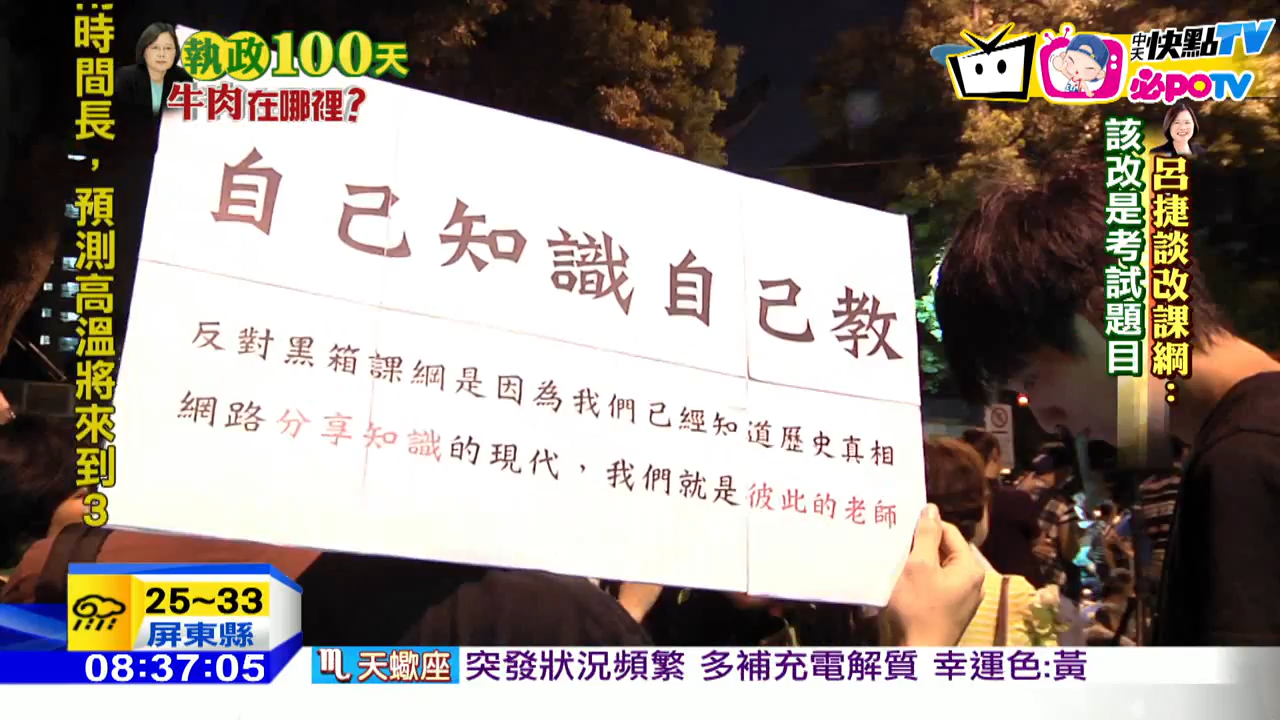 時間長，預測高溫將來到3
執政100天
牛肉在哪裡?
中天快點TV
必POTV
呂捷談改課綱：
該改是考試題目
自己知識自己教
反對黑箱課綱是因為我們已經知道歷史真相
網路分享知識的現代，我們就是彼此的老師
25~33
屏東縣
08:37:05
天蠍座 突發狀況頻繁 多補充電解質 幸運色:黃